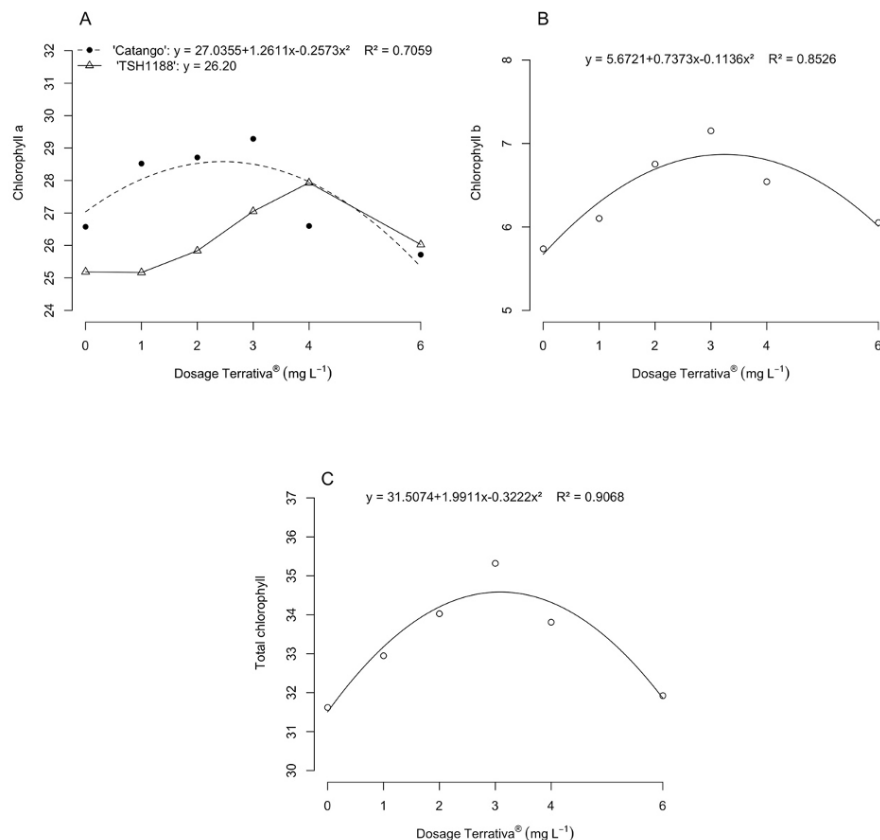 A
'Catango': y = 27.0355+1.2611x-0.2573x² R² = 0.7059
'TSH1188': y = 26.20
Chlorophyll a
32
31
30
29
28
27
26
25
24
0 1 2 3 4 6
Dosage Terrativa® (mg L⁻¹)
B
y = 5.6721+0.7373x-0.1136x² R² = 0.8526
Chlorophyll b
8
7
6
5
0 1 2 3 4 6
Dosage Terrativa® (mg L⁻¹)
C
y = 31.5074+1.9911x-0.3222x² R² = 0.9068
Total chlorophyll
37
36
35
34
33
32
31
30
0 1 2 3 4 6
Dosage Terrativa® (mg L⁻¹)